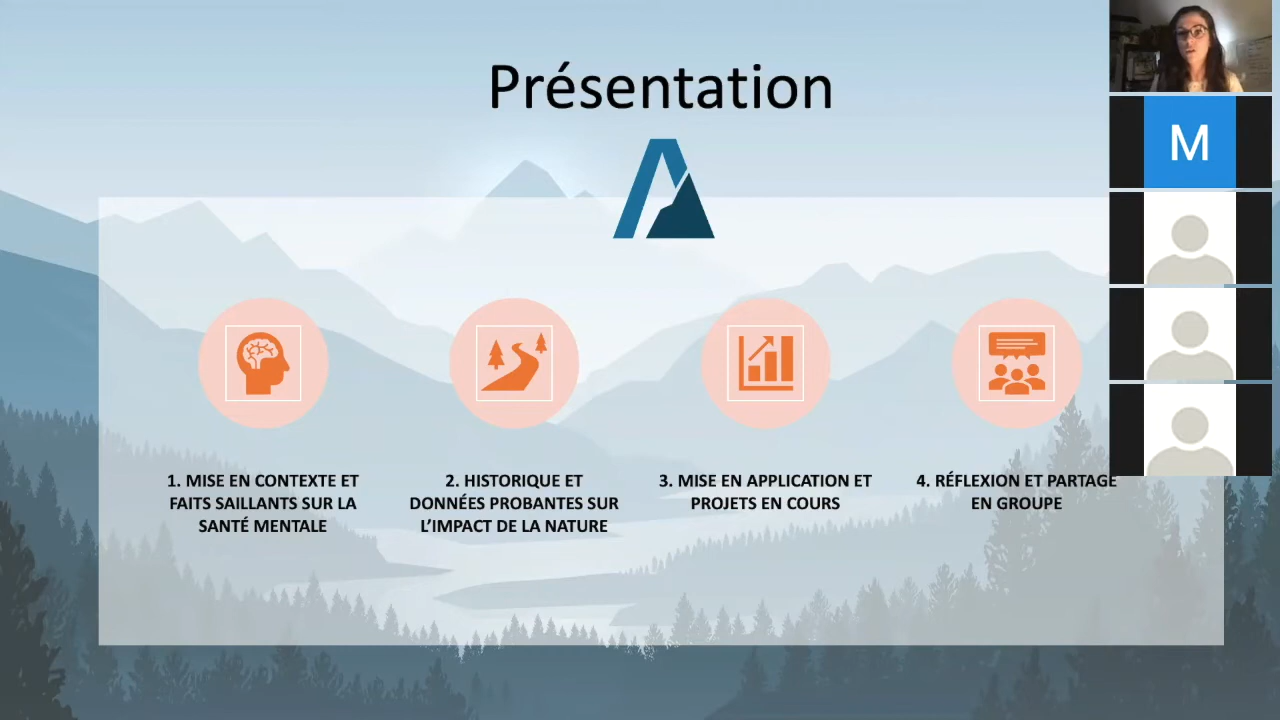 Présentation
M
1. MISE EN CONTEXTE ET
FAITS SAILLANTS SUR LA
SANTÉ MENTALE
2. HISTORIQUE ET
DONNÉES PROBANTES SUR
L'IMPACT DE LA NATURE
3. MISE EN APPLICATION ET
PROJETS EN COURS
4. RÉFLEXION ET PARTAGE
EN GROUPE